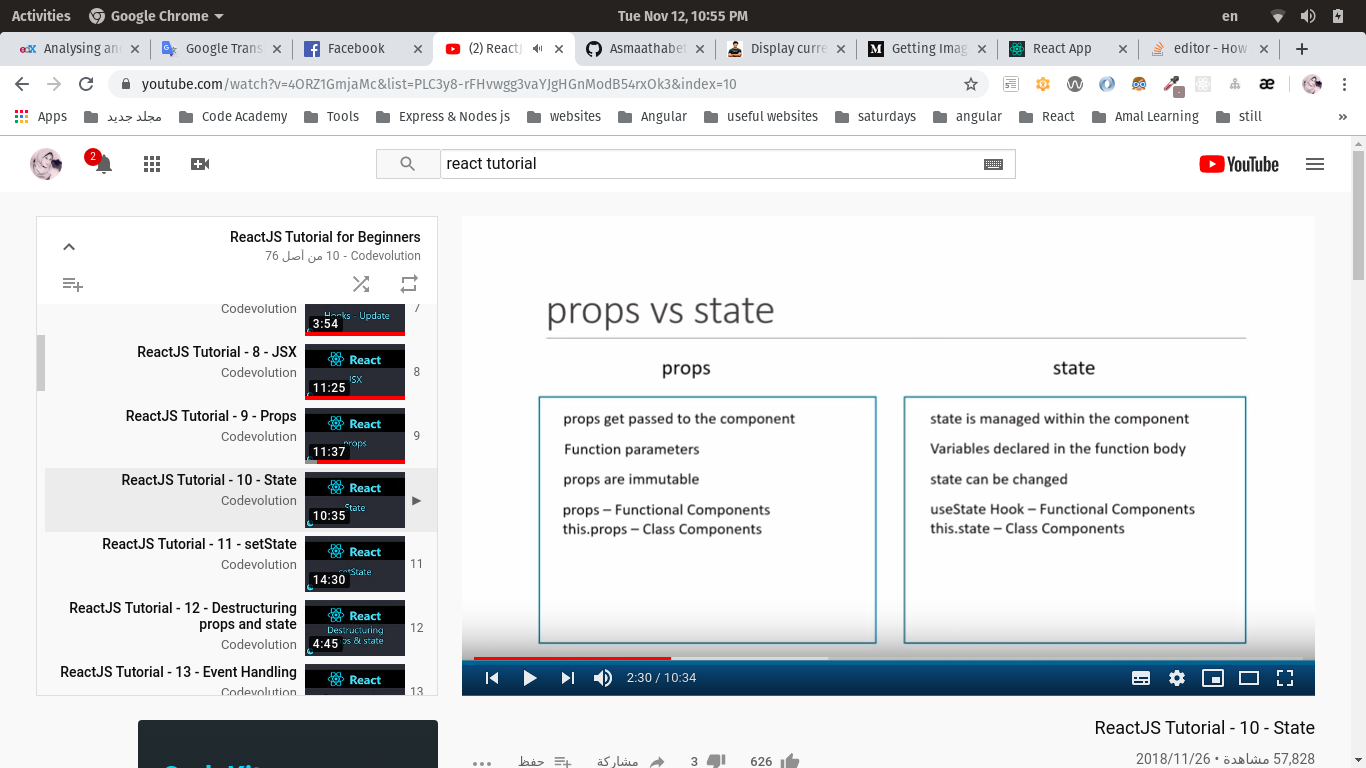 Activities
Google Chrome
Tue Nov 12, 10:55 PM
en
Analysing an
Google Trans
Facebook
(2) ReactJ
Asmaathabet
Display curre
Getting Imag
React App
editor - How
youtube.com/watch?v=4ORZ1GmjaMc&list=PLC3y8-rFHvwgg3vaYJgHGnModB54rxOk3&index=10
Apps
مجلد جديد
Code Academy
Tools
Express & Nodes js
websites
Angular
useful websites
saturdays
angular
React
Amal Learning
still
»
2
react tutorial
YouTube
ReactJS Tutorial for Beginners
Codevolution - 10 من أصل 76
Codevolution
Hooks - Update
3:54
7
ReactJS Tutorial - 8 - JSX
Codevolution
React
JSX
11:25
8
ReactJS Tutorial - 9 - Props
Codevolution
React
props
11:37
9
ReactJS Tutorial - 10 - State
Codevolution
React
State
10:35
ReactJS Tutorial - 11 - setState
Codevolution
React
setState
14:30
11
ReactJS Tutorial - 12 - Destructuring
props and state
Codevolution
React
Destructuring
props & state
4:45
12
ReactJS Tutorial - 13 - Event Handling
Codevolution
React
13
props vs state
props
props get passed to the component
Function parameters
props are immutable
props – Functional Components
this.props – Class Components
state
state is managed within the component
Variables declared in the function body
state can be changed
useState Hook – Functional Components
this.state – Class Components
2:30 / 10:34
ReactJS Tutorial - 10 - State
57,828 مشاهدة • 2018/11/26
626
3
مشاركة
حفظ